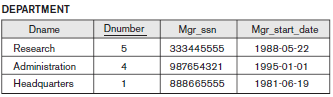 DEPARTMENT
Dname Dnumber Mgr_ssn Mgr_start_date
Research 5 333445555 1988-05-22
Administration 4 987654321 1995-01-01
Headquarters 1 888665555 1981-06-19